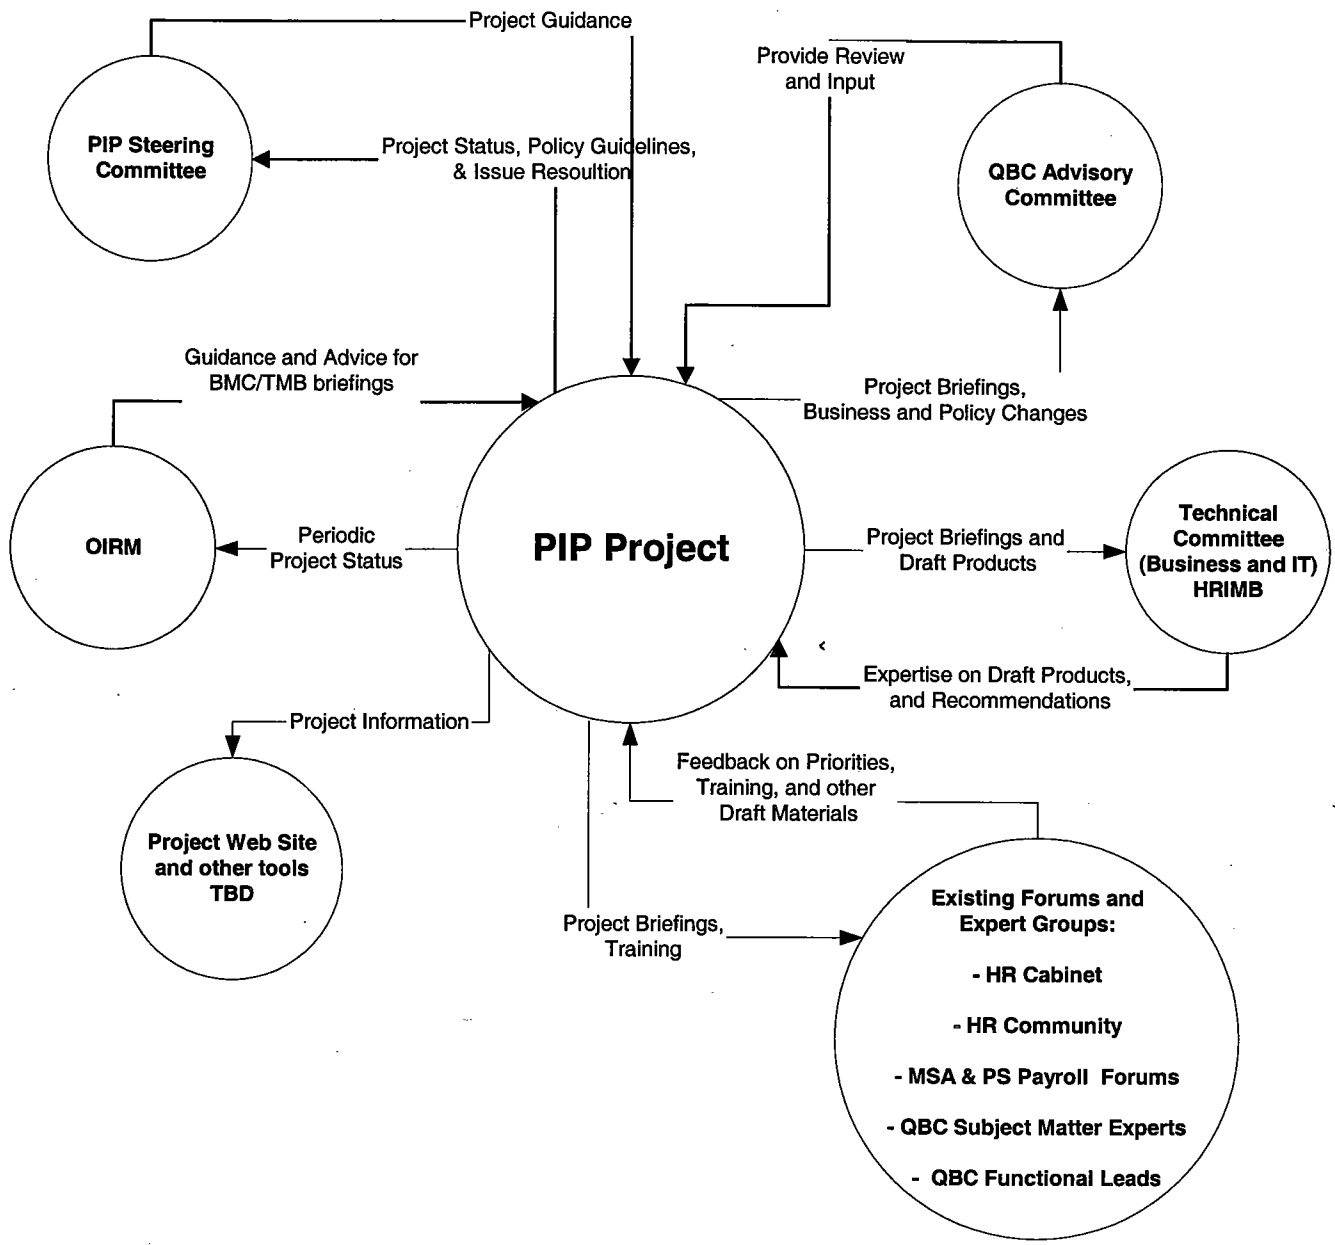 Project Guidance
Provide Review
and Input
PIP Steering
Committee
Project Status, Policy Guidelines,
& Issue Resoultion
QBC Advisory
Committee
Guidance and Advice for
BMC/TMB briefings
Project Briefings,
Business and Policy Changes
OIRM
Periodic
Project Status
PIP Project
Project Briefings and
Draft Products
Technical
Committee
(Business and IT)
HRIMB
Expertise on Draft Products,
and Recommendations
Project Information
Feedback on Priorities,
Training, and other
Draft Materials
Project Web Site
and other tools
TBD
Project Briefings,
Training
Existing Forums and
Expert Groups:
- HR Cabinet
- HR Community
- MSA & PS Payroll Forums
- QBC Subject Matter Experts
- QBC Functional Leads